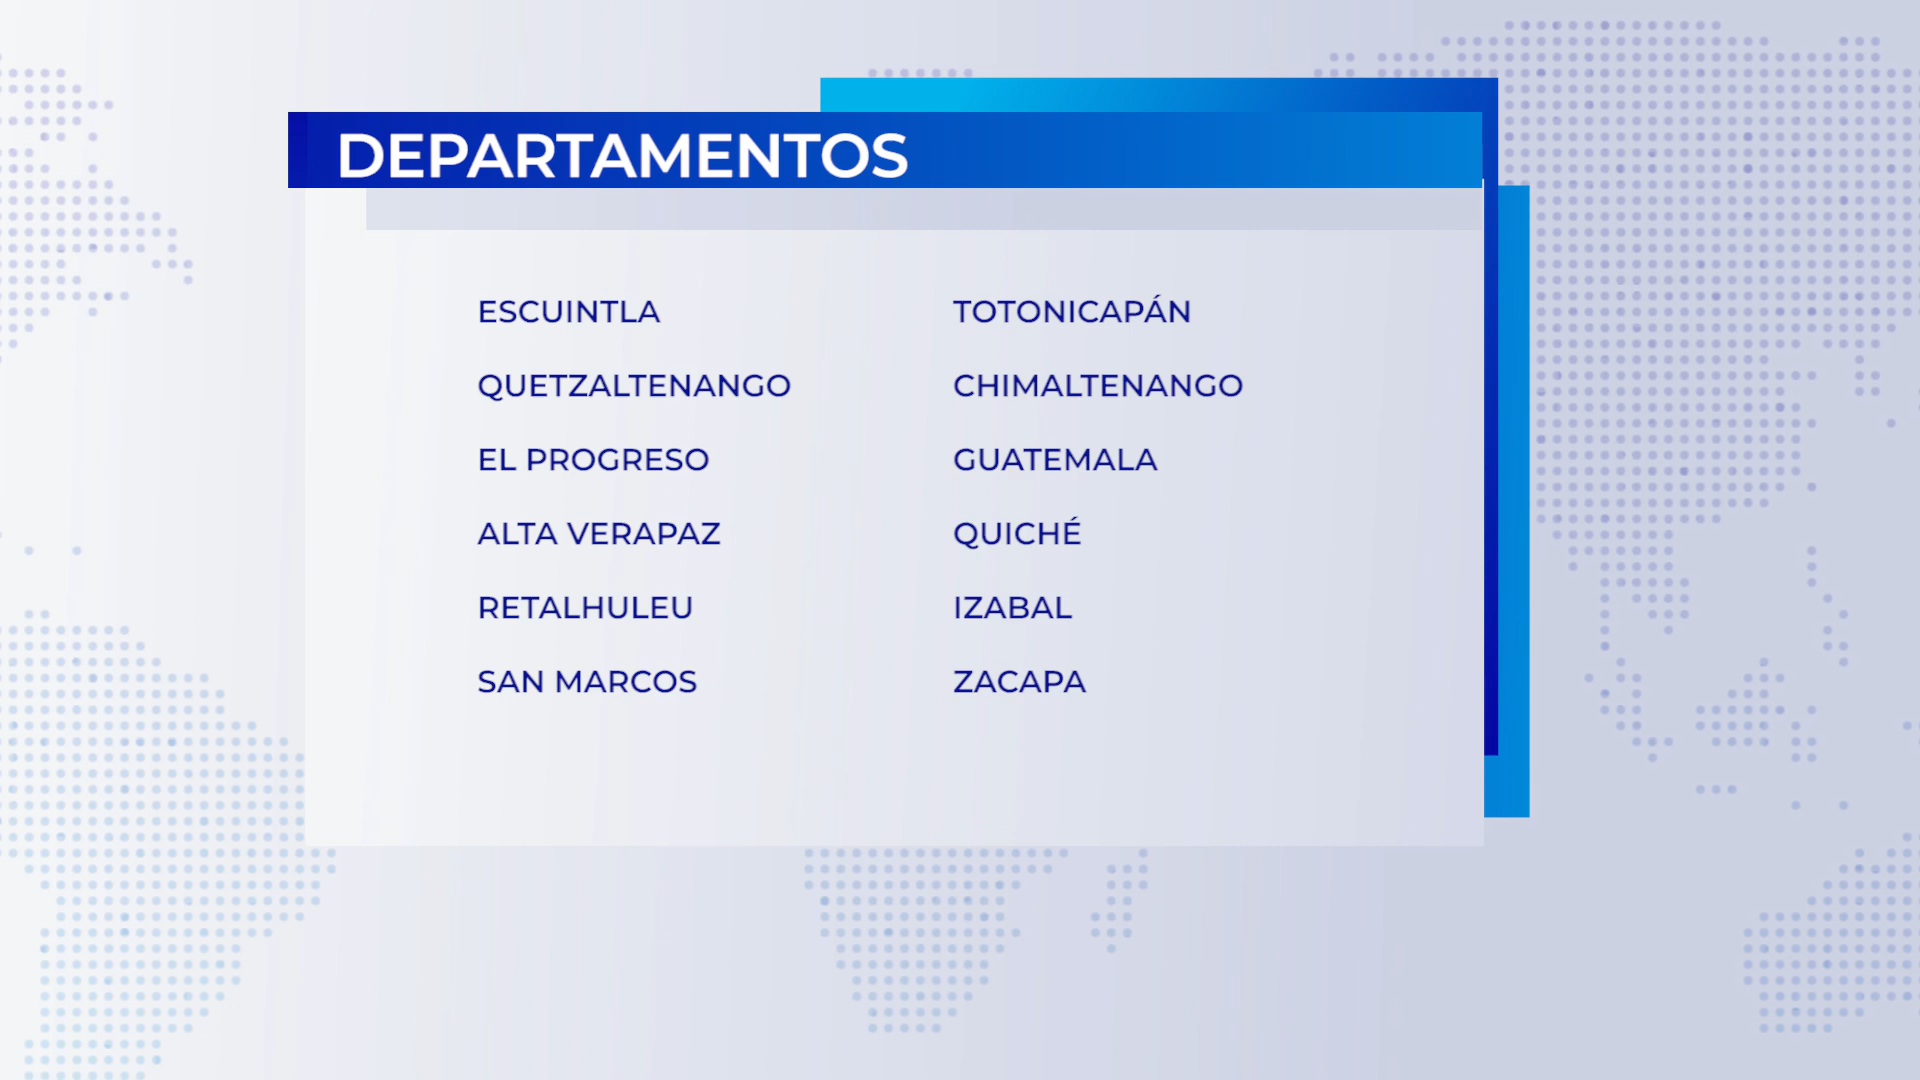 DEPARTAMENTOS
ESCUINTLA
QUETZALTENANGO
EL PROGRESO
ALTA VERAPAZ
RETALHULEU
SAN MARCOS
TOTONICAPÁN
CHIMALTENANGO
GUATEMALA
QUICHÉ
IZABAL
ZACAPA